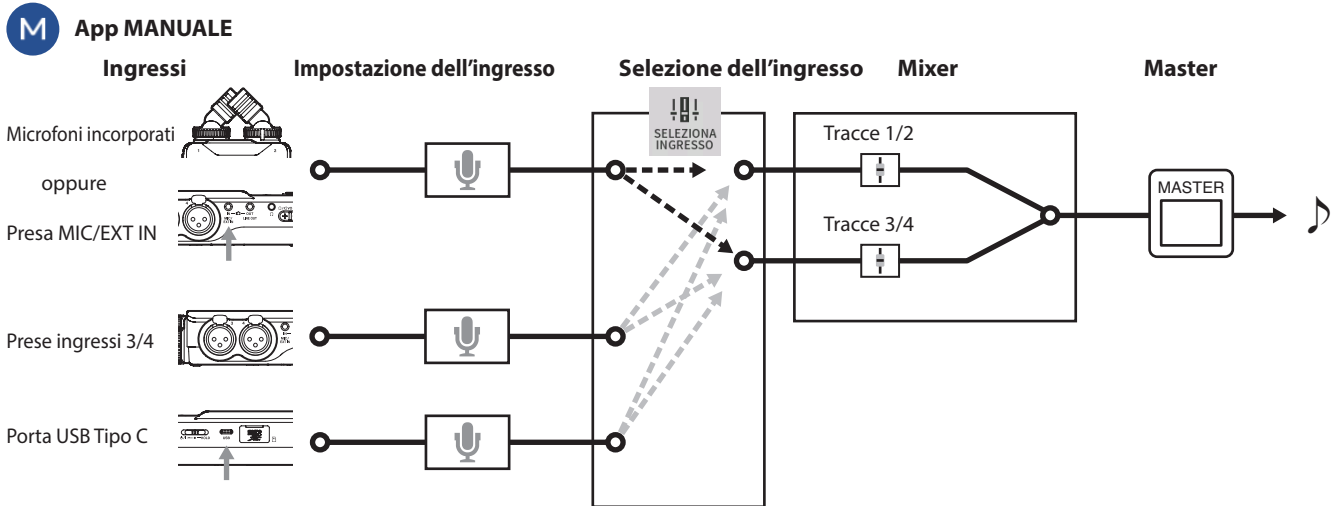 M App MANUALE
Ingressi Impostazione dell'ingresso Selezione dell'ingresso Mixer Master
Microfoni incorporati
oppure
Presa MIC/EXT IN
SELEZIONA
INGRESSO
Tracce 1/2
Tracce 3/4
MASTER
Prese ingressi 3/4
Porta USB Tipo C
USB